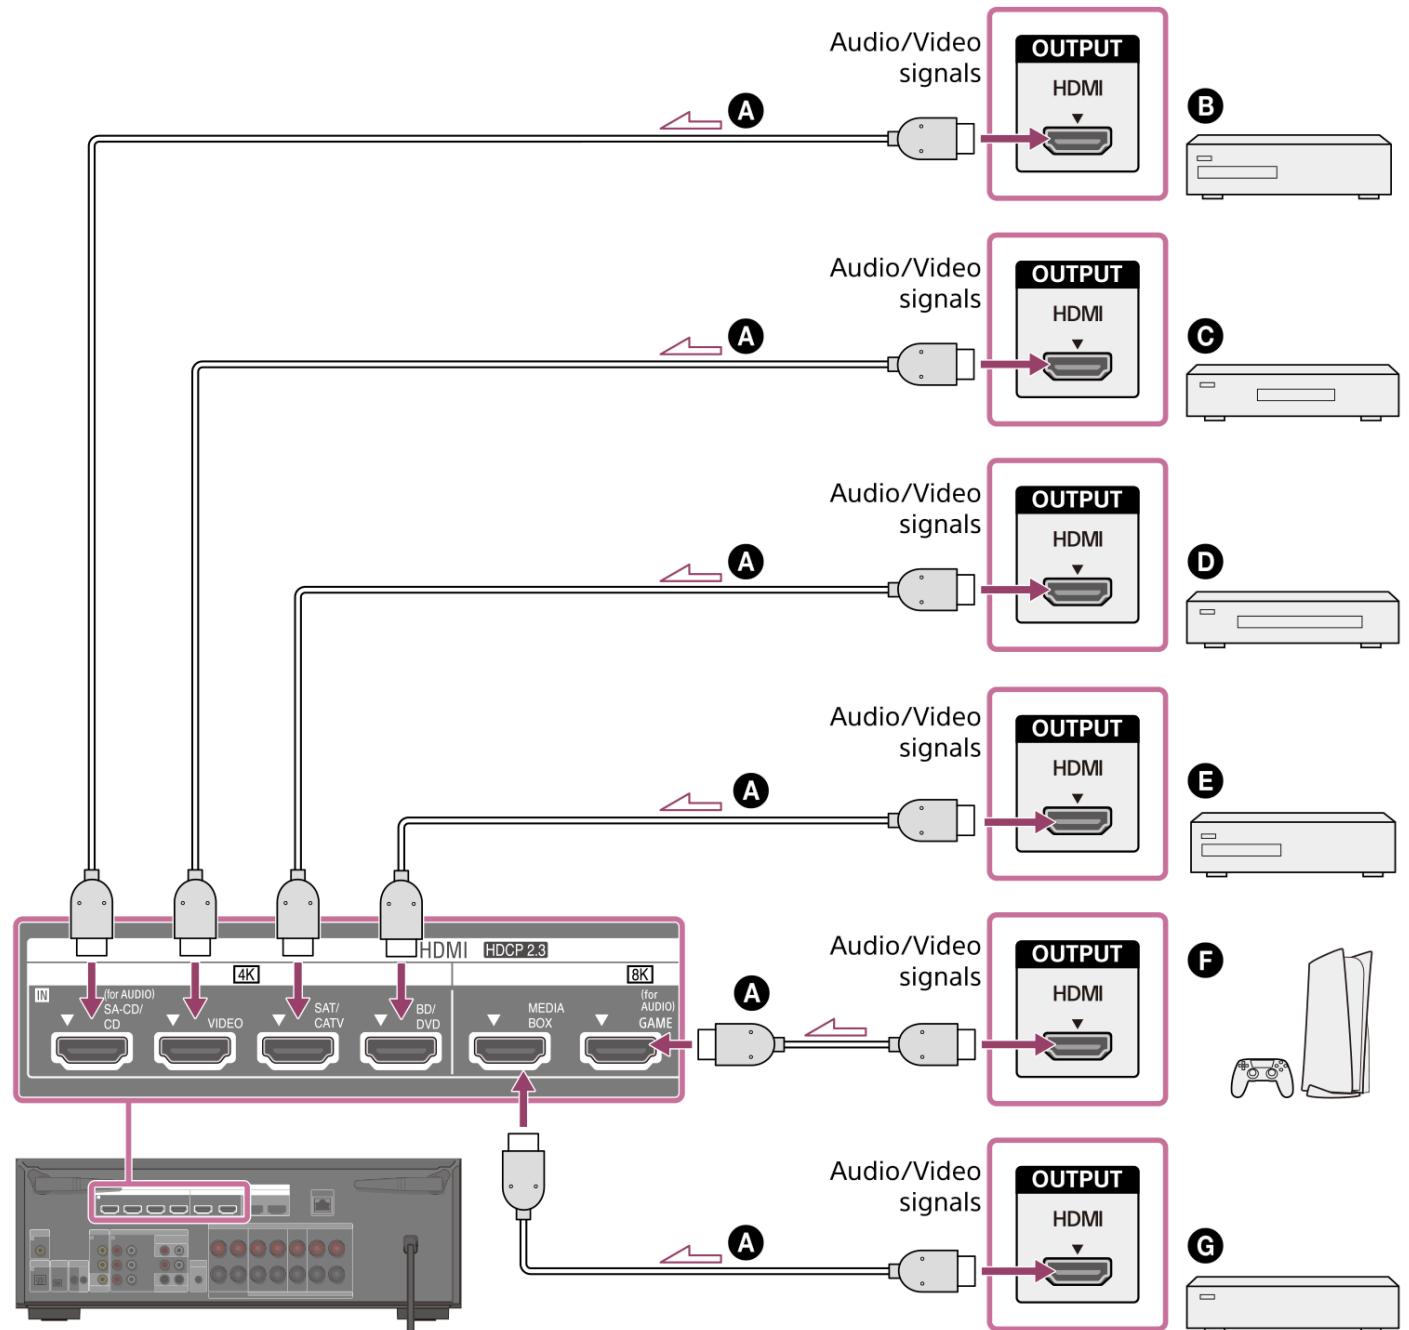 Audio/Video
signals
OUTPUT
HDMI
A
B
Audio/Video
signals
OUTPUT
HDMI
A
C
Audio/Video
signals
OUTPUT
HDMI
A
D
Audio/Video
signals
OUTPUT
HDMI
A
E
HDMI HDCP 2.3
4K
8K
IN
(for AUDIO)
SA-CD/
CD
VIDEO
SAT/
CATV
BD/
DVD
MEDIA
BOX
(for
AUDIO)
GAME
Audio/Video
signals
OUTPUT
HDMI
A
F
Audio/Video
signals
OUTPUT
HDMI
A
G